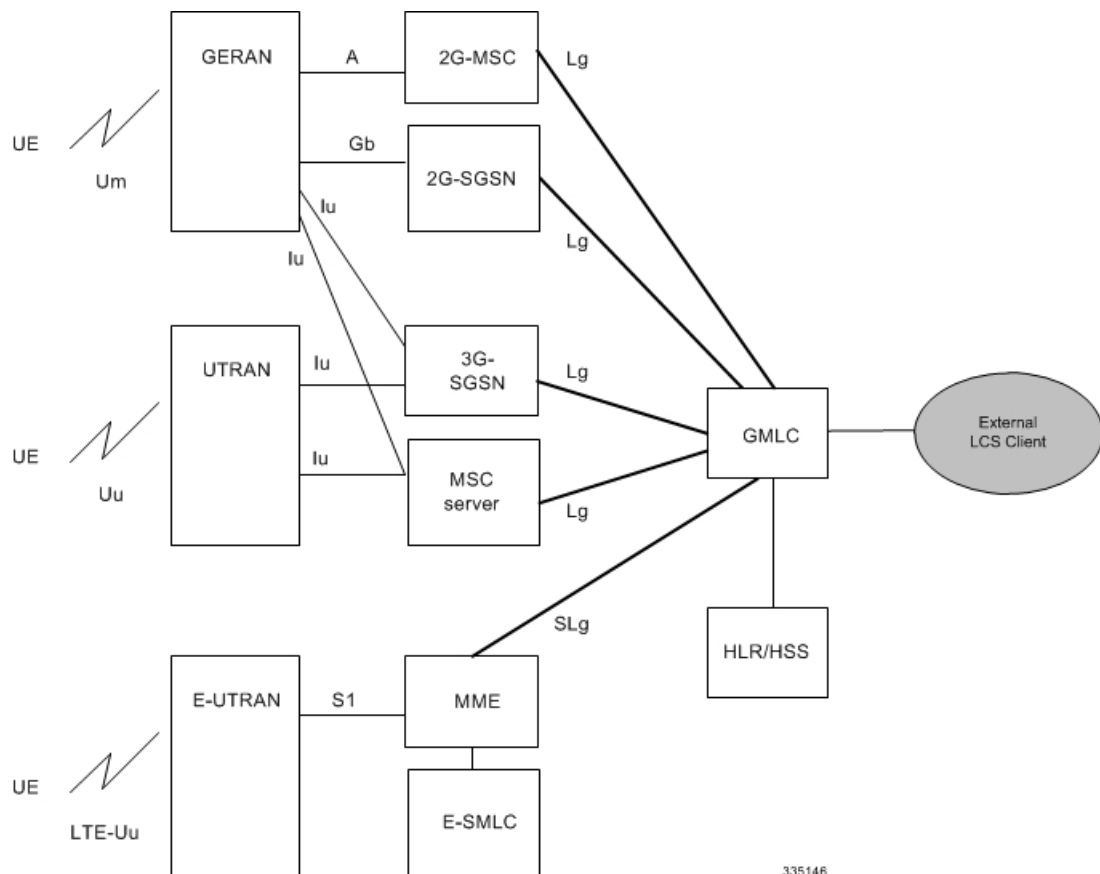 GERAN
A
2G-MSC
Lg
UE
Um
Gb
2G-SGSN
Iu
Iu
Lg
UTRAN
Iu
3G-
SGSN
Lg
GMLC
External
LCS Client
UE
Uu
Iu
MSC
server
Lg
SLg
HLR/HSS
E-UTRAN
S1
MME
UE
LTE-Uu
E-SMLC
335146